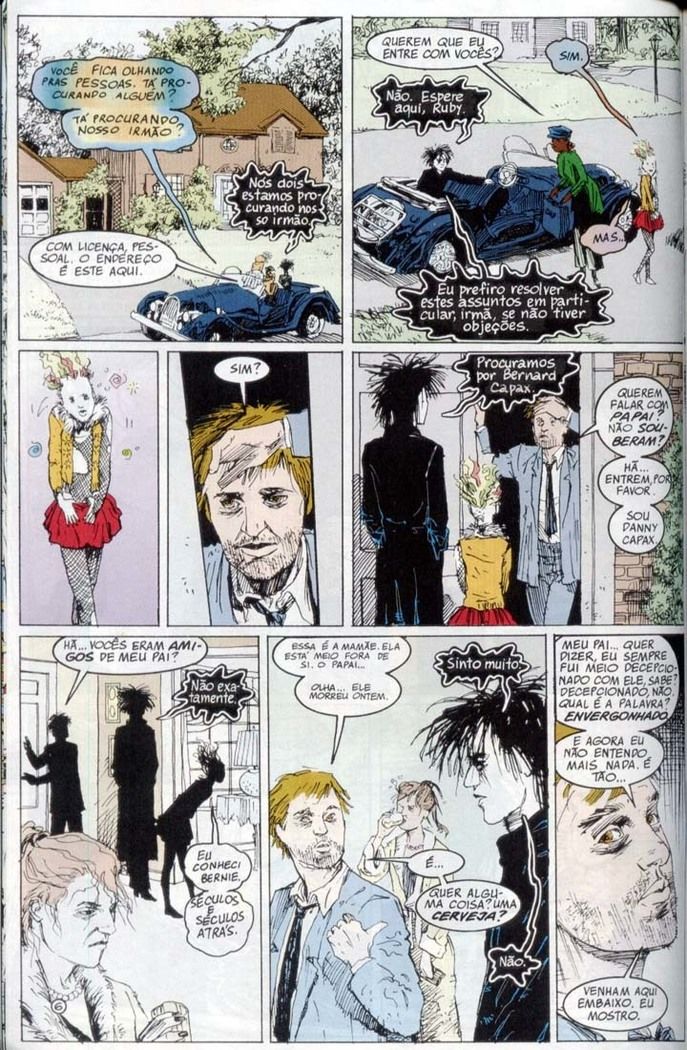 VOCÊ FICA OLHANDO
PRAS PESSOAS. TÁ PRO-
CURANDO ALGUÉM?
TÁ PROCURANDO
NOSSO IRMÃO?
Nós dois
estamos pro-
curando nos-
so irmão.
COM LICENÇA, PES-
SOAL. O ENDEREÇO
É ESTE AQUI.
QUEREM QUE EU
ENTRE COM VOCÊS?
SIM.
Não. Espere
aqui, Ruby.
MAS...
Eu prefiro resolver
estes assuntos em parti-
cular, irmã, se não tiver
objeções.
SIM?
Procuramos
por Bernard
Capax.
QUEREM
FALAR COM
PAPAI?
NÃO SOU-
BERAM?
HÃ...
ENTREM, POR
FAVOR.
SOU
DANNY
CAPAX.
HÃ... VOCÊS ERAM AMI-
GOS DE MEU PAI?
Não exa-
tamente.
EU
CONHECI
BERNIE,
SÉCULOS
E
SÉCULOS
ATRÁS.
ESSA É A MAMÃE. ELA
ESTÁ MEIO FORA DE
SI. O PAPAI...
OLHA... ELE
MORREU ONTEM.
Sinto muito.
É...
QUER ALGU-
MA COISA? UMA
CERVEJA?
Não.
MEU PAI... QUER
DIZER, EU SEMPRE
FUI MEIO DECEPCIO-
NADO COM ELE, SABE?
DECEPCIONADO, NÃO.
QUAL É A PALAVRA?
ENVERGONHADO.
E AGORA EU
NÃO ENTENDO
MAIS NADA. É
TÃO...
VENHAM AQUI
EMBAIXO. EU
MOSTRO.